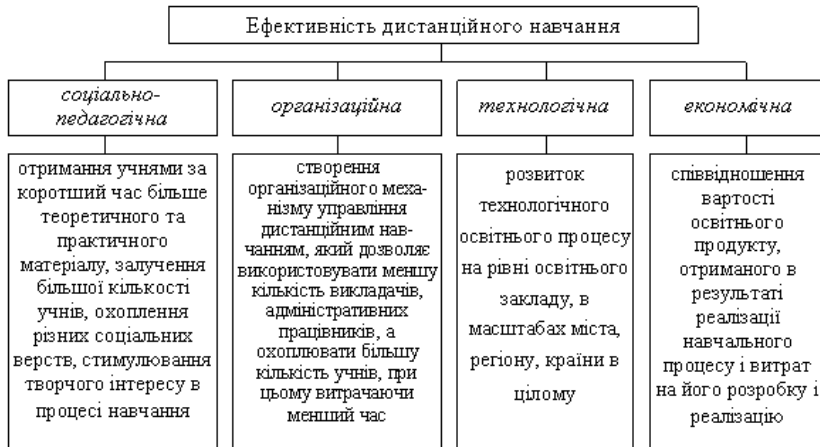 Ефективність дистанційного навчання
соціально-
педагогічна
організаційна
технологічна
економічна
отримання учнями за
коротший час більше
теоретичного та
практичного
матеріалу, залучення
більшої кількості
учнів, охоплення
різних соціальних
верств, стимулювання
творчого інтересу в
процесі навчання
створення
організаційного меха-
нізму управління
дистанційним нав-
чанням, який дозволяє
використовувати меншу
кількість викладачів,
адміністративних
працівників, а
охоплювати більшу
кількість учнів, при
цьому витрачаючи
менший час
розвиток
технологічного
освітнього процесу
на рівні освітнього
закладу, в
масштабах міста,
регіону, країни в
цілому
співвідношення
вартості
освітнього
продукту,
отриманого в
результаті
реалізації
навчального
процесу і витрат
на його розробку і
реалізацію